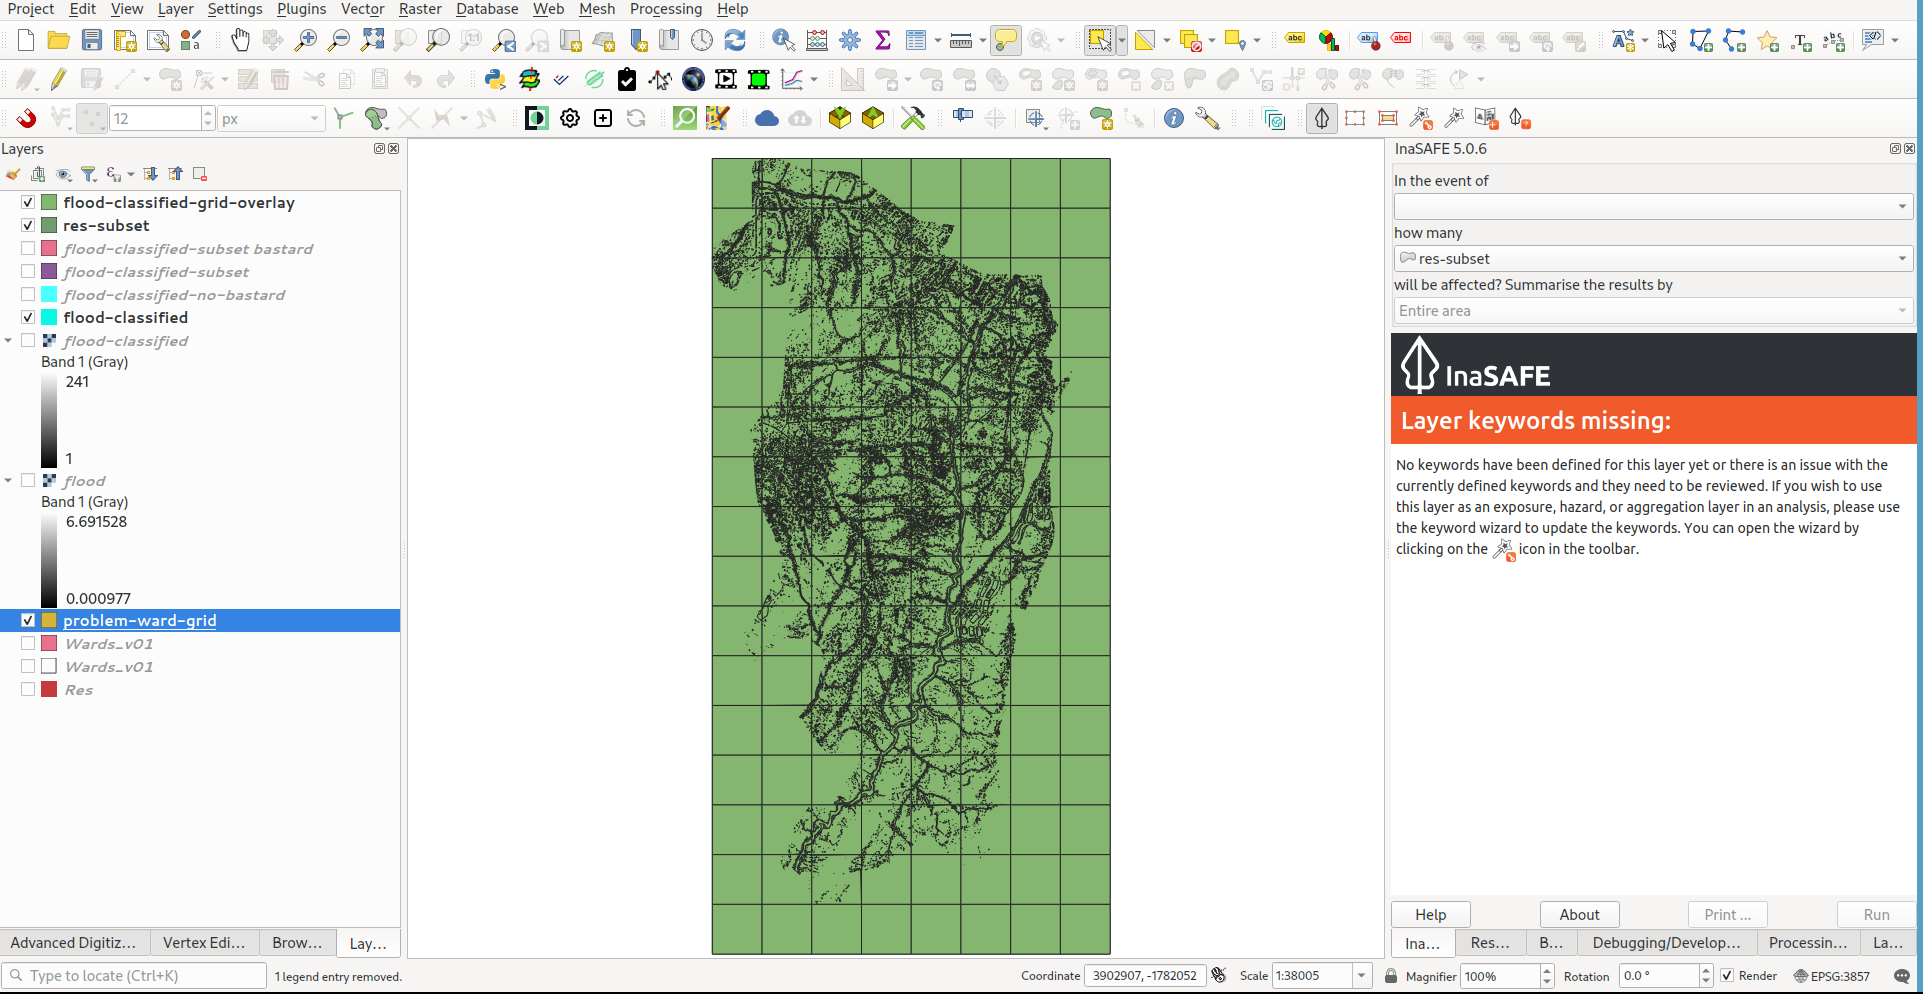 Project Edit View Layer Settings Plugins Vector Raster Database Web Mesh Processing Help
12
px
Layers
flood-classified-grid-overlay
res-subset
flood-classified-subset bastard
flood-classified-subset
flood-classified-no-bastard
flood-classified
flood-classified
Band 1 (Gray)
241
1
flood
Band 1 (Gray)
6.691528
0.000977
problem-ward-grid
Wards_v01
Wards_v01
Res
Advanced Digitiz... Vertex Edi... Brow... Lay...
InaSAFE 5.0.6
In the event of
how many
res-subset
will be affected? Summarise the results by
Entire area
InaSAFE
Layer keywords missing:
No keywords have been defined for this layer yet or there is an issue with the
currently defined keywords and they need to be reviewed. If you wish to use
this layer as an exposure, hazard, or aggregation layer in an analysis, please use
the keyword wizard to update the keywords. You can open the wizard by
clicking on the icon in the toolbar.
Help About Print ... Run
Ina... Res... B... Debugging/Develop... Processin... La...
Type to locate (Ctrl+K) 1 legend entry removed. Coordinate 3902907, -1782052 Scale 1:38005 Magnifier 100% Rotation 0.0 ° Render EPSG:3857